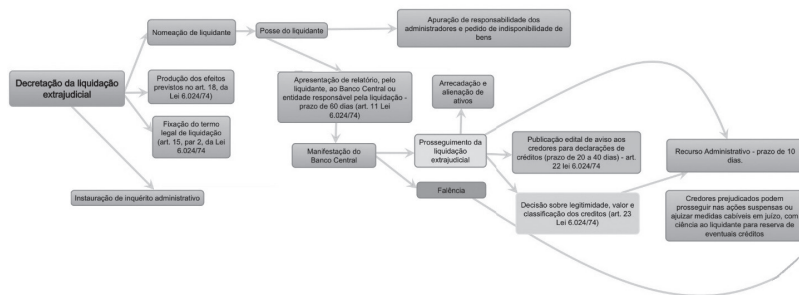 Decretação da liquidação
extrajudicial
Nomeação de liquidante
Posse do liquidante
Apuração de responsabilidade dos
administradores e pedido de indisponibilidade de
bens
Produção dos efeitos
previstos no art. 18, da
Lei 6.024/74)
Fixação do termo
legal de liquidação
(art. 15, par 2, da Lei
6.024/74
Instauração de inquérito administrativo
Apresentação de relatório, pelo
liquidante, ao Banco Central ou
entidade responsável pela liquidação -
prazo de 60 dias (art. 11 Lei
6.024/74)
Manifestação do
Banco Central
Arrecadação e
alienação de
ativos
Prosseguimento da
liquidação
extrajudicial
Falência
Publicação edital de aviso aos
credores para declarações de
créditos (prazo de 20 a 40 dias) - art.
22 lei 6.024/74
Decisão sobre legitimidade, valor e
classificação dos creditos (art. 23
Lei 6.024/74)
Recurso Administrativo - prazo de 10
dias.
Credores prejudicados podem
prosseguir nas ações suspensas ou
ajuizar medidas cabíveis em juízo, com
ciência ao liquidante para reserva de
eventuais créditos